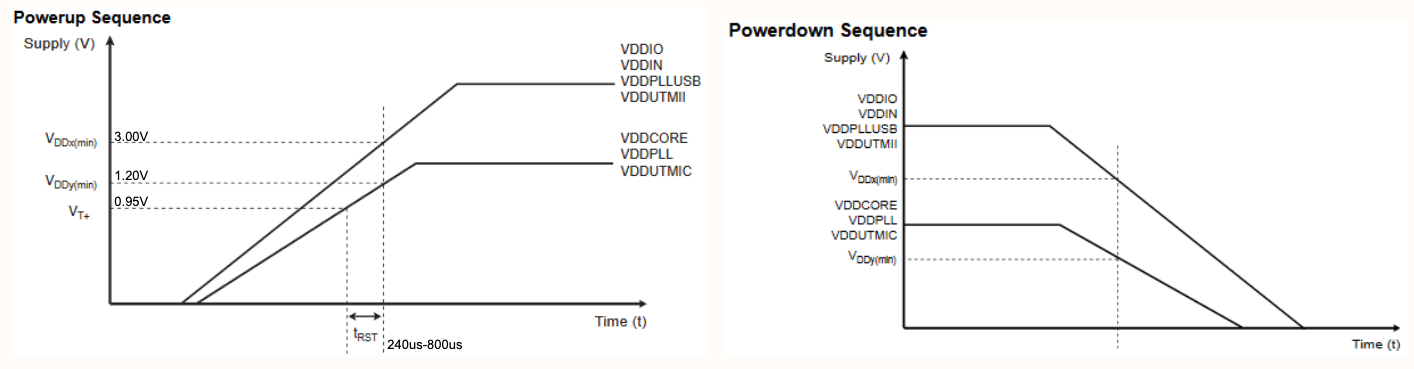 Powerup Sequence
Supply (V)
VDDIO
VDDIN
VDDPLLUSB
VDDUTMII
VDDx(min)
3.00V
VDDCORE
VDDPLL
VDDUTMIC
VDDy(min)
1.20V
VT+
0.95V
Time (t)
tRST
240us-800us
Powerdown Sequence
Supply (V)
VDDIO
VDDIN
VDDPLLUSB
VDDUTMII
VDDx(min)
VDDCORE
VDDPLL
VDDUTMIC
VDDy(min)
Time (t)